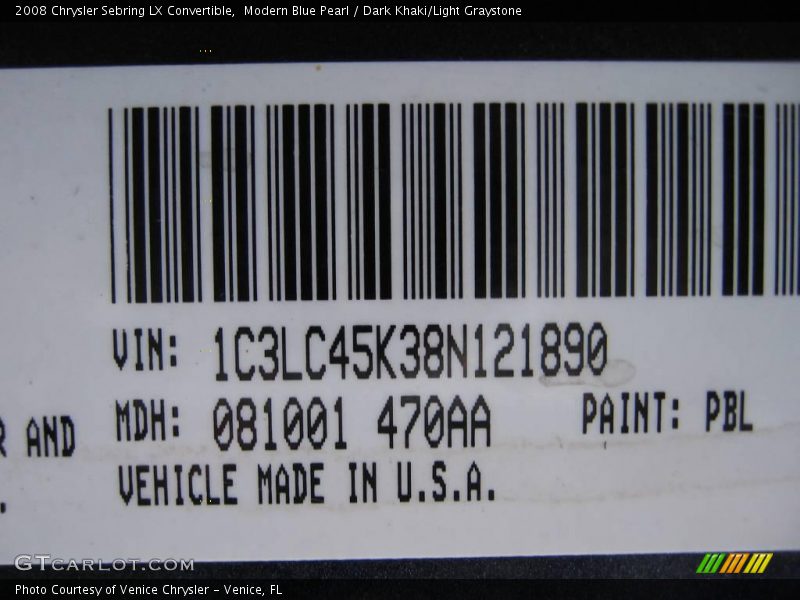 2008 Chrysler Sebring LX Convertible,  Modern Blue Pearl / Dark Khaki/Light Graystone
VIN: 1C3LC45K38N121890
MDH: 081001 470AA PAINT: PBL
R AND
VEHICLE MADE IN U.S.A.
.
GTCARLOT.COM
Photo Courtesy of Venice Chrysler - Venice, FL